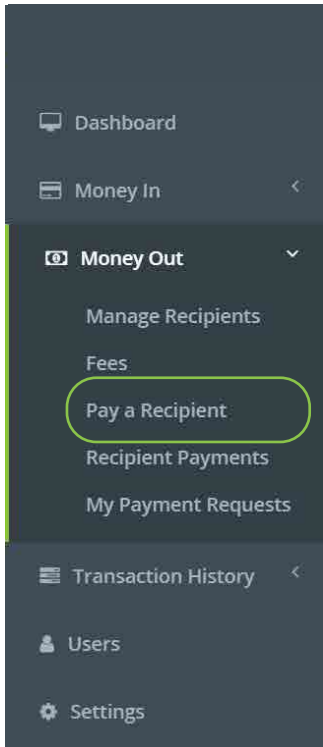 Dashboard
Money In
Money Out
Manage Recipients
Fees
Pay a Recipient
Recipient Payments
My Payment Requests
Transaction History
Users
Settings